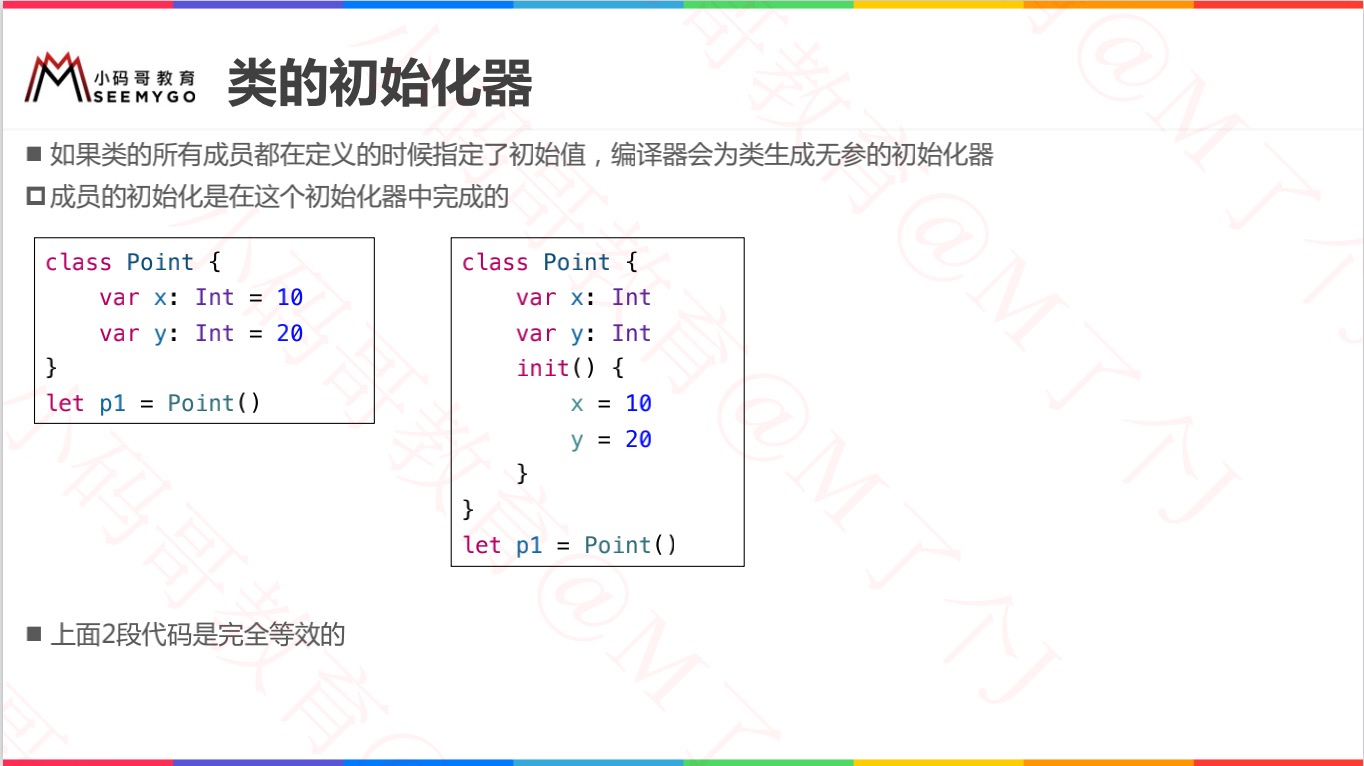 小码哥教育
SEEMYGO
类的初始化器
如果类的所有成员都在定义的时候指定了初始值，编译器会为类生成无参的初始化器
成员的初始化是在这个初始化器中完成的
class Point {
    var x: Int = 10
    var y: Int = 20
}
let p1 = Point()
class Point {
    var x: Int
    var y: Int
    init() {
        x = 10
        y = 20
    }
}
let p1 = Point()
上面2段代码是完全等效的
小码哥教育@M了个J